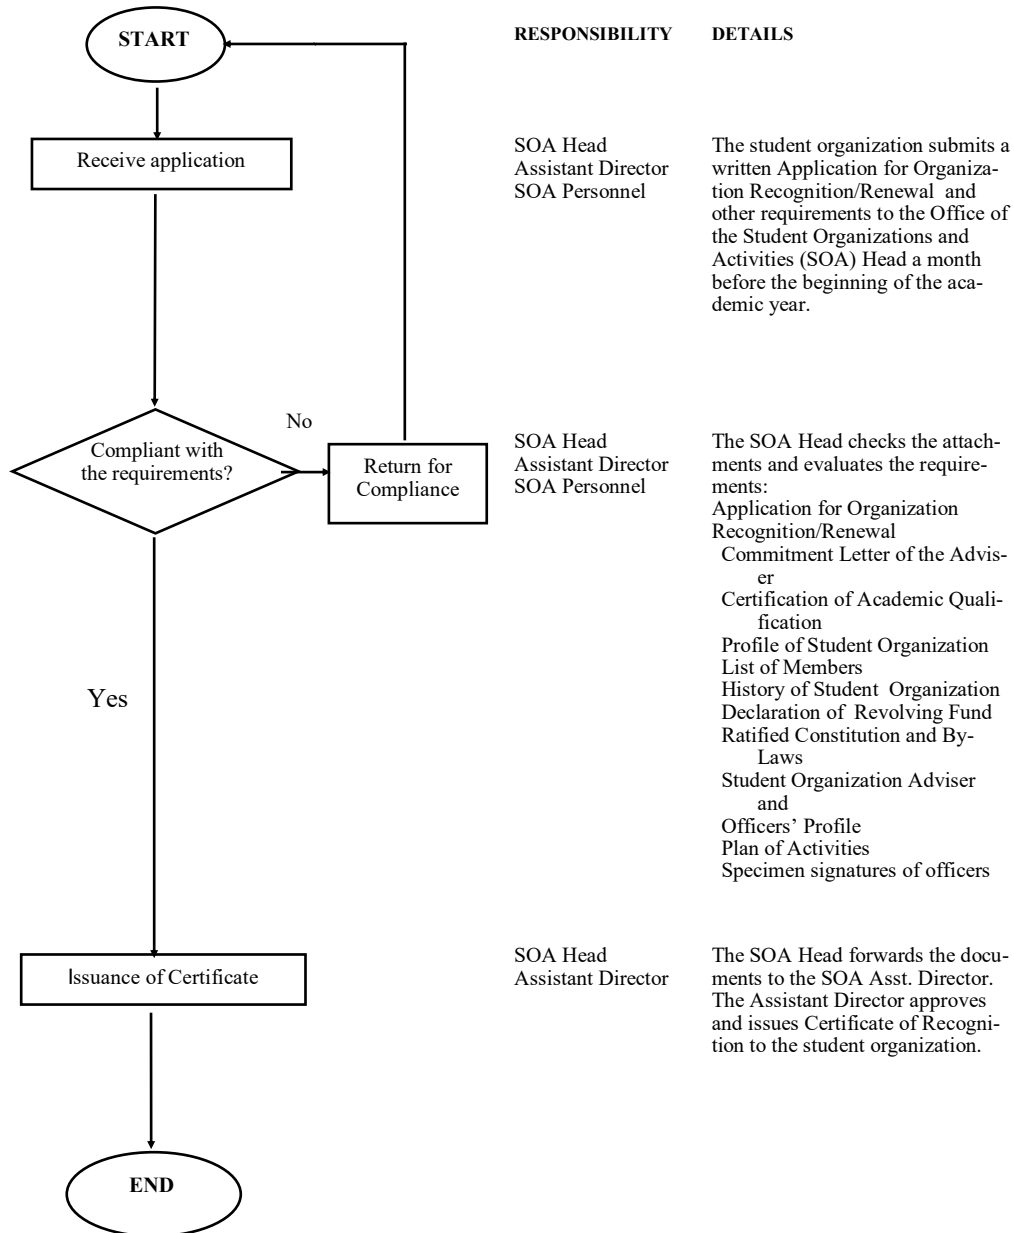 START
RESPONSIBILITY
DETAILS
Receive application
SOA Head
Assistant Director
SOA Personnel
The student organization submits a
written Application for Organiza-
tion Recognition/Renewal  and
other requirements to the Office of
the Student Organizations and
Activities (SOA) Head a month
before the beginning of the aca-
demic year.
No
Compliant with
the requirements?
Return for
Compliance
SOA Head
Assistant Director
SOA Personnel
The SOA Head checks the attach-
ments and evaluates the require-
ments:
Application for Organization
Recognition/Renewal
Commitment Letter of the Advis-
er
Certification of Academic Quali-
fication
Profile of Student Organization
List of Members
History of Student  Organization
Declaration of  Revolving Fund
Ratified Constitution and By-
Laws
Student Organization Adviser
and
Officers’ Profile
Plan of Activities
Specimen signatures of officers
Yes
Issuance of Certificate
SOA Head
Assistant Director
The SOA Head forwards the docu-
ments to the SOA Asst. Director.
The Assistant Director approves
and issues Certificate of Recogni-
tion to the student organization.
END